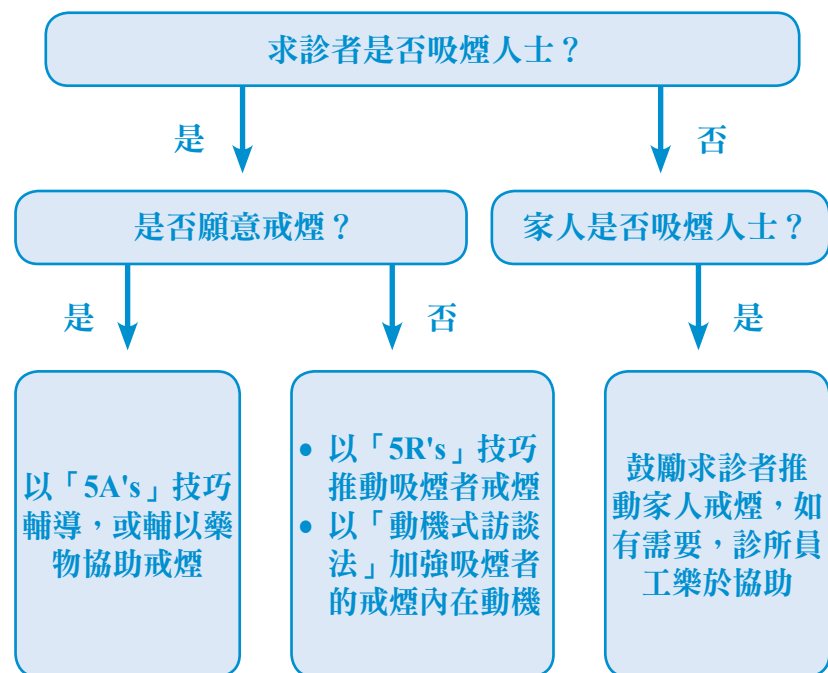 求診者是否吸煙人士？
是
否
是否願意戒煙？
家人是否吸煙人士？
是
否
是
以「5A's」技巧
輔導，或輔以藥
物協助戒煙
• 以「5R's」技巧
推動吸煙者戒煙
• 以「動機式訪談
法」加強吸煙者
的戒煙內在動機
鼓勵求診者推
動家人戒煙，如
有需要，診所員
工樂於協助